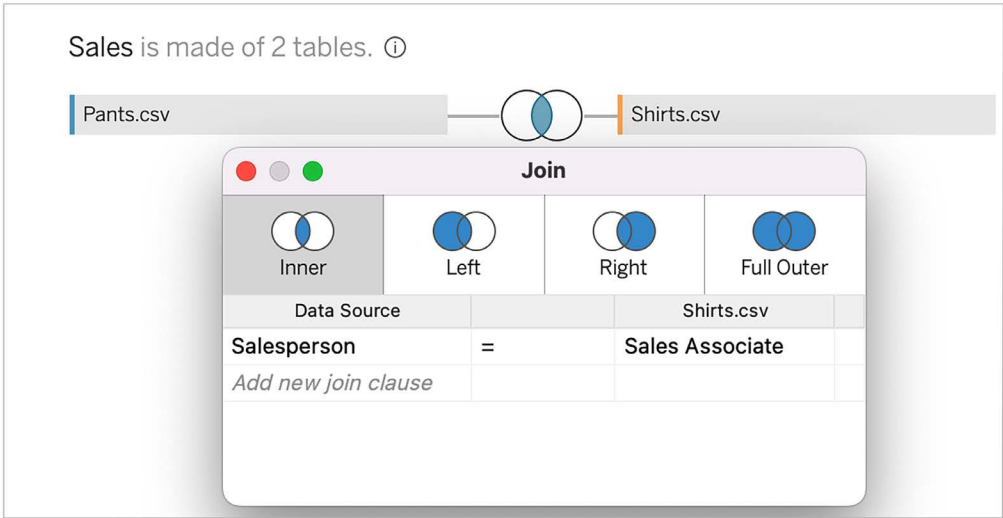 Sales is made of 2 tables.
Pants.csv
Shirts.csv
Join
Inner
Left
Right
Full Outer
Data Source
Shirts.csv
Salesperson = Sales Associate
Add new join clause